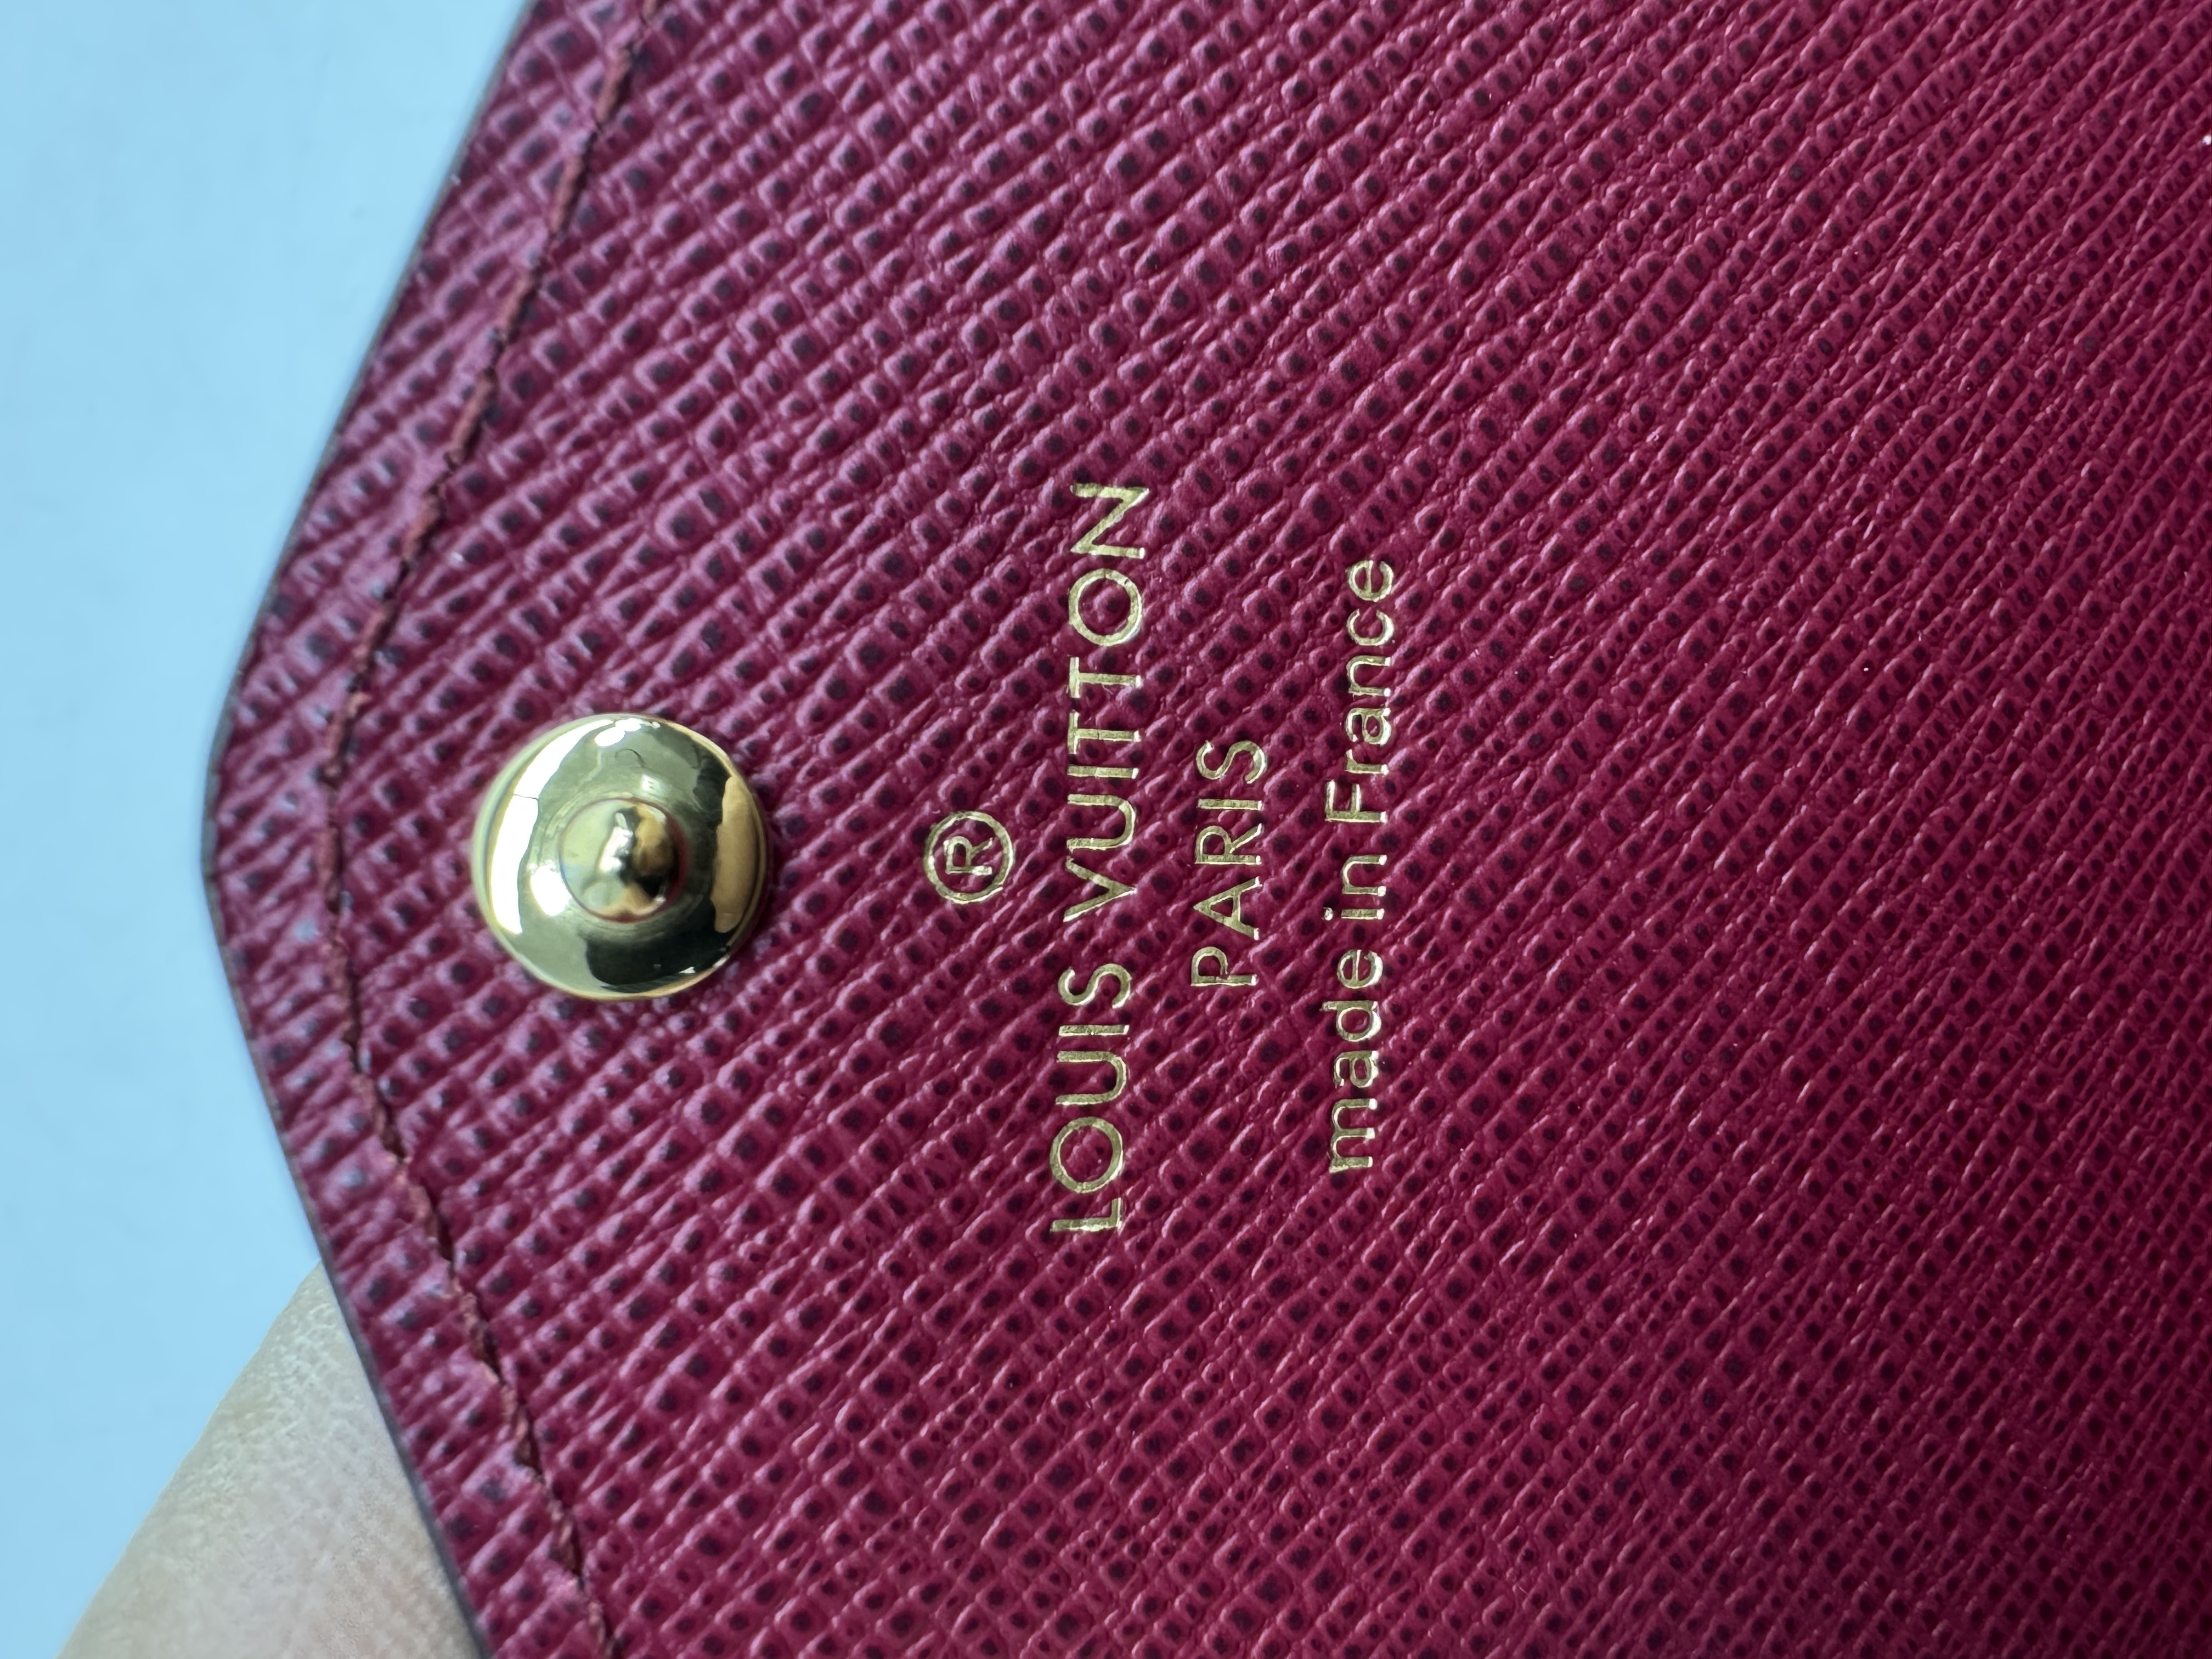 ®
LOUIS VUITTON
PARIS
made in France